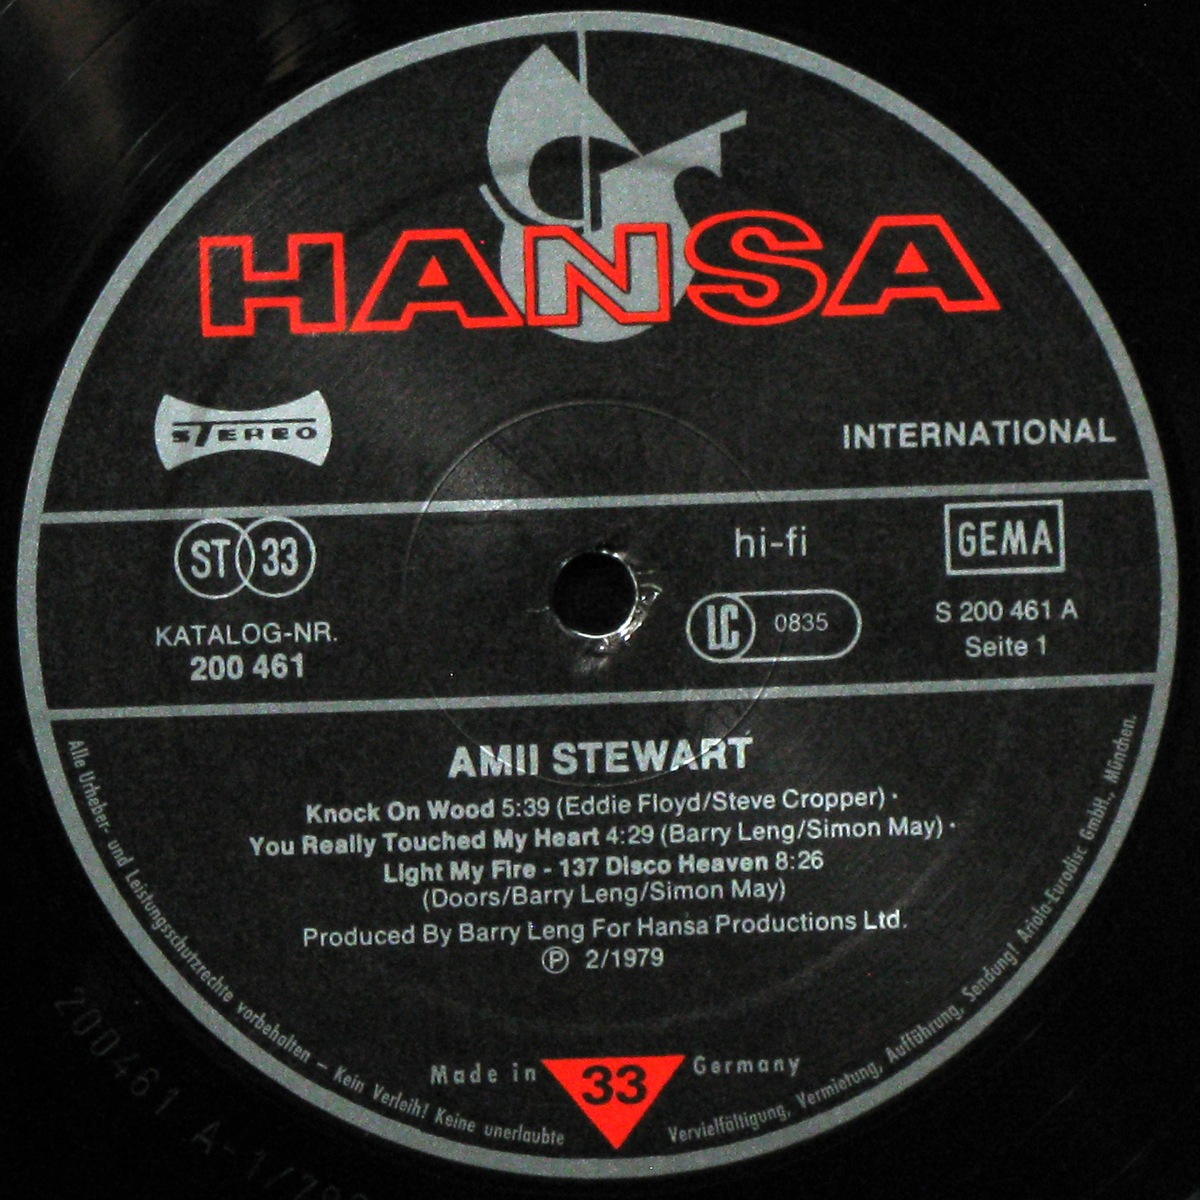 HANSA
STEREO
INTERNATIONAL
ST 33
hi-fi
GEMA
KATALOG-NR.
200 461
LC 0835
S 200 461 A
Seite 1
AMII STEWART
Knock On Wood 5:39 (Eddie Floyd/Steve Cropper) ·
You Really Touched My Heart 4:29 (Barry Leng/Simon May) ·
Light My Fire - 137 Disco Heaven 8:26
(Doors/Barry Leng/Simon May)
Produced By Barry Leng For Hansa Productions Ltd.
Ⓟ 2/1979
Made in 33 Germany
Alle Urheber- und Leistungsschutzrechte vorbehalten – Kein Verleih! Keine unerlaubte Vervielfältigung, Vermietung, Aufführung, Sendung! Ariola-Eurodisc GmbH., München.
200461 A-1/79